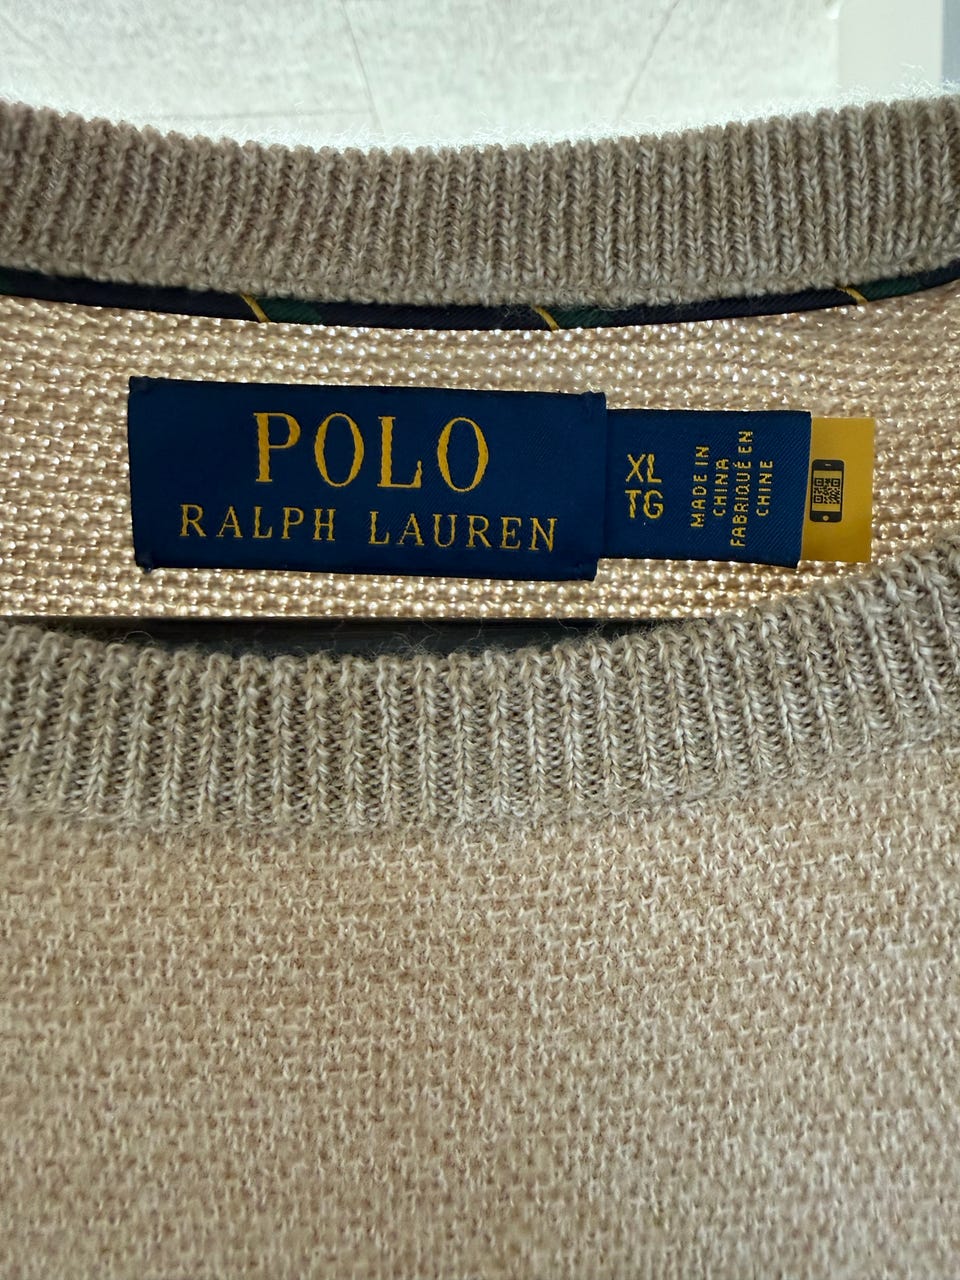 POLO
RALPH LAUREN
XL
TG
MADE IN
CHINA
FABRIQUÉ EN
CHINE